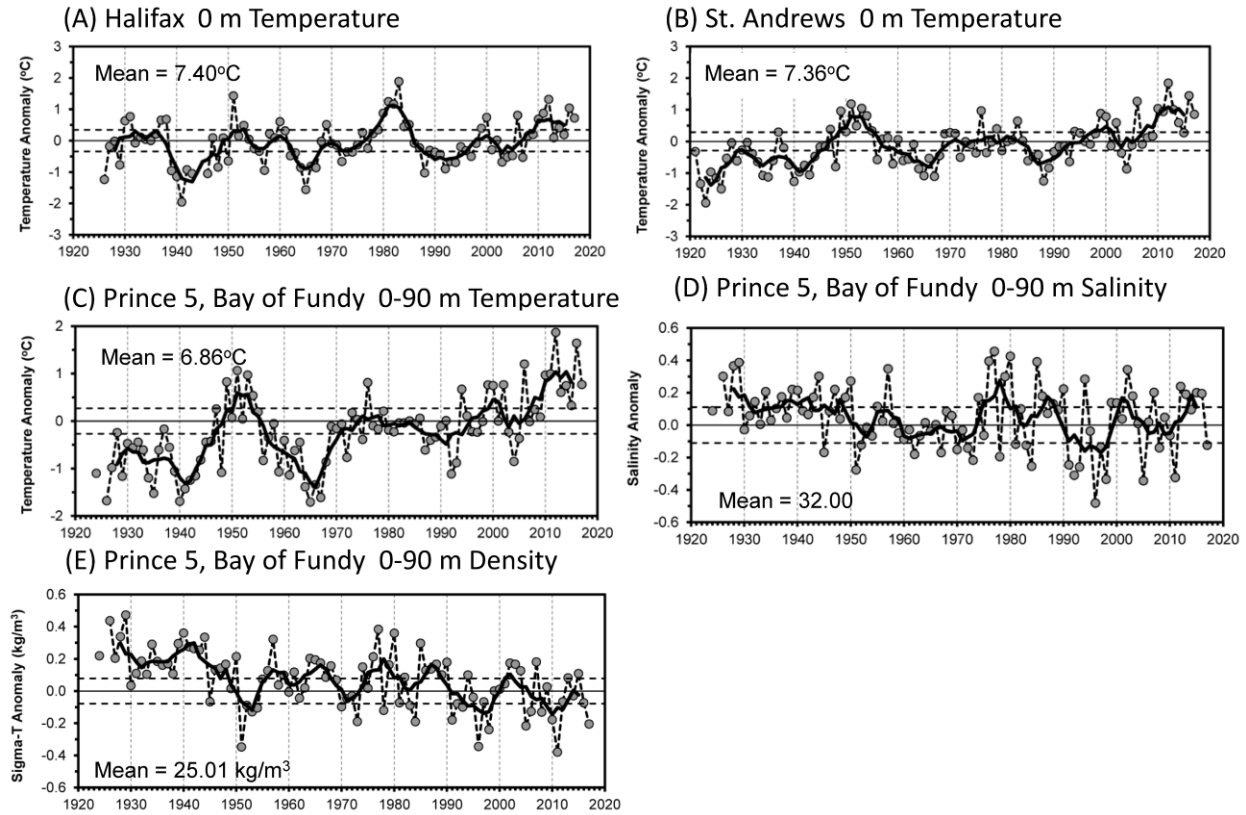 (A) Halifax 0 m Temperature
Temperature Anomaly (ºC)
3
2
1
0
-1
-2
-3
Mean = 7.40ºC
1920 1930 1940 1950 1960 1970 1980 1990 2000 2010 2020
(B) St. Andrews 0 m Temperature
Temperature Anomaly (ºC)
3
2
1
0
-1
-2
-3
Mean = 7.36ºC
1920 1930 1940 1950 1960 1970 1980 1990 2000 2010 2020
(C) Prince 5, Bay of Fundy 0-90 m Temperature
Temperature Anomaly (ºC)
2
1
0
-1
-2
Mean = 6.86ºC
1920 1930 1940 1950 1960 1970 1980 1990 2000 2010 2020
(D) Prince 5, Bay of Fundy 0-90 m Salinity
Salinity Anomaly
0.6
0.4
0.2
0.0
-0.2
-0.4
-0.6
Mean = 32.00
1920 1930 1940 1950 1960 1970 1980 1990 2000 2010 2020
(E) Prince 5, Bay of Fundy 0-90 m Density
Sigma-T Anomaly (kg/m³)
0.6
0.4
0.2
0.0
-0.2
-0.4
-0.6
Mean = 25.01 kg/m³
1920 1930 1940 1950 1960 1970 1980 1990 2000 2010 2020